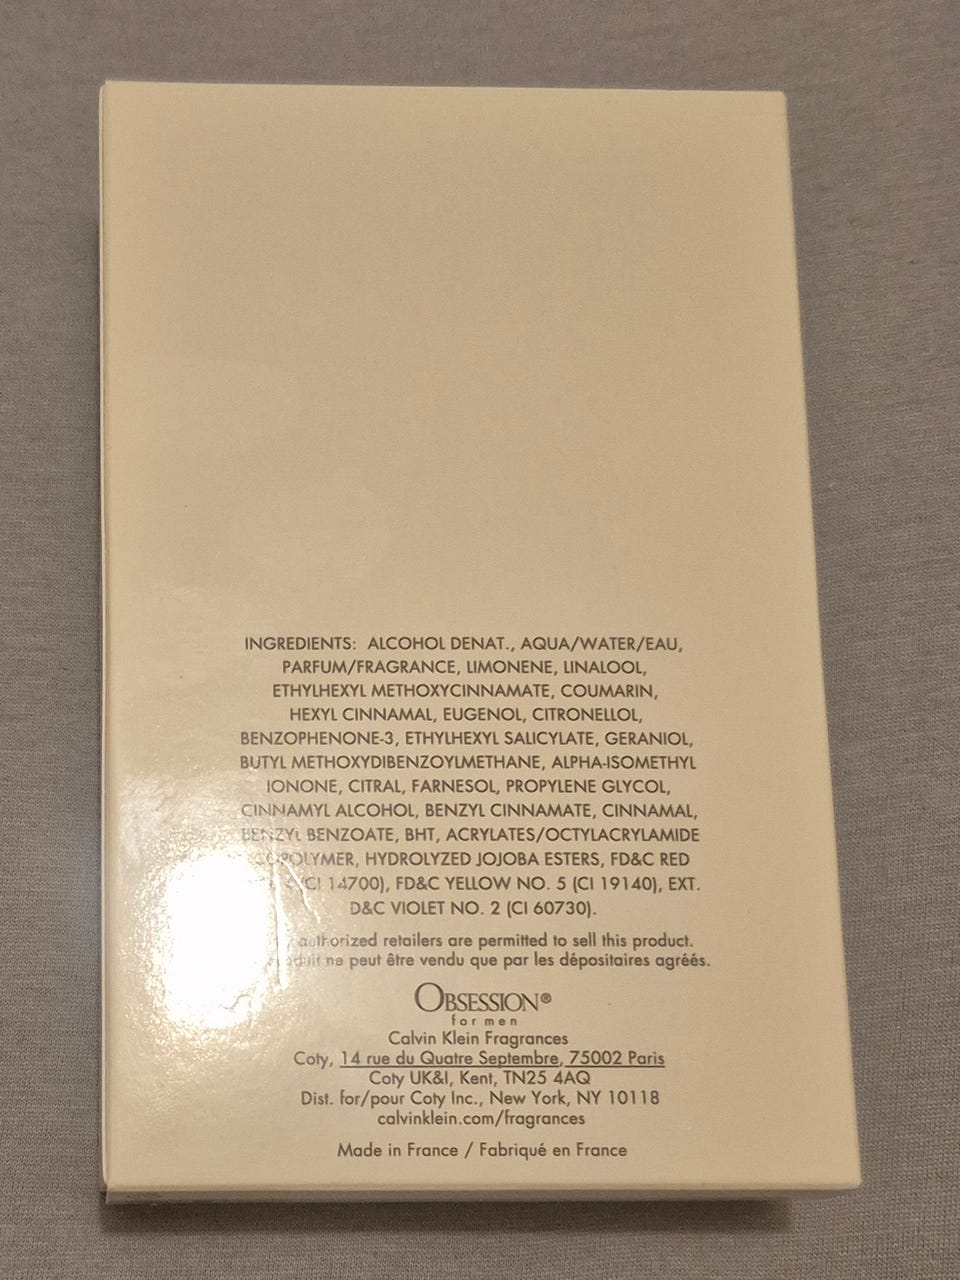 INGREDIENTS: ALCOHOL DENAT., AQUA/WATER/EAU,
PARFUM/FRAGRANCE, LIMONENE, LINALOOL,
ETHYLHEXYL METHOXYCINNAMATE, COUMARIN,
HEXYL CINNAMAL, EUGENOL, CITRONELLOL,
BENZOPHENONE-3, ETHYLHEXYL SALICYLATE, GERANIOL,
BUTYL METHOXYDIBENZOYLMETHANE, ALPHA-ISOMETHYL
IONONE, CITRAL, FARNESOL, PROPYLENE GLYCOL,
CINNAMYL ALCOHOL, BENZYL CINNAMATE, CINNAMAL,
BENZYL BENZOATE, BHT, ACRYLATES/OCTYLACRYLAMIDE
COPOLYMER, HYDROLYZED JOJOBA ESTERS, FD&C RED
(CI 14700), FD&C YELLOW NO. 5 (CI 19140), EXT.
D&C VIOLET NO. 2 (CI 60730).
authorized retailers are permitted to sell this product.
ne peut être vendu que par les dépositaires agréés.
OBSESSION®
for men
Calvin Klein Fragrances
Coty, 14 rue du Quatre Septembre, 75002 Paris
Coty UK&I, Kent, TN25 4AQ
Dist. for/pour Coty Inc., New York, NY 10118
calvinklein.com/fragrances
Made in France / Fabriqué en France